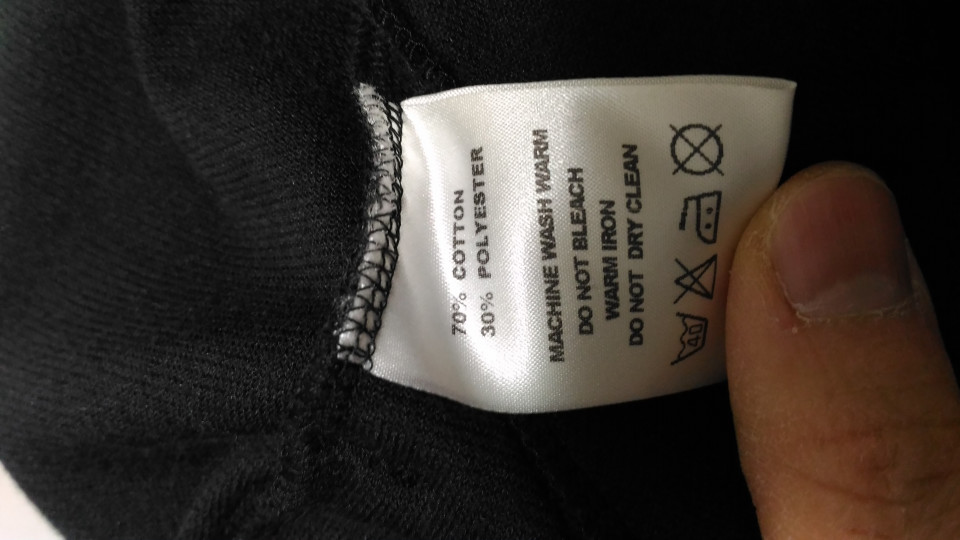 70% COTTON
30% POLYESTER
MACHINE WASH WARM
DO NOT BLEACH
WARM IRON
DO NOT DRY CLEAN
40